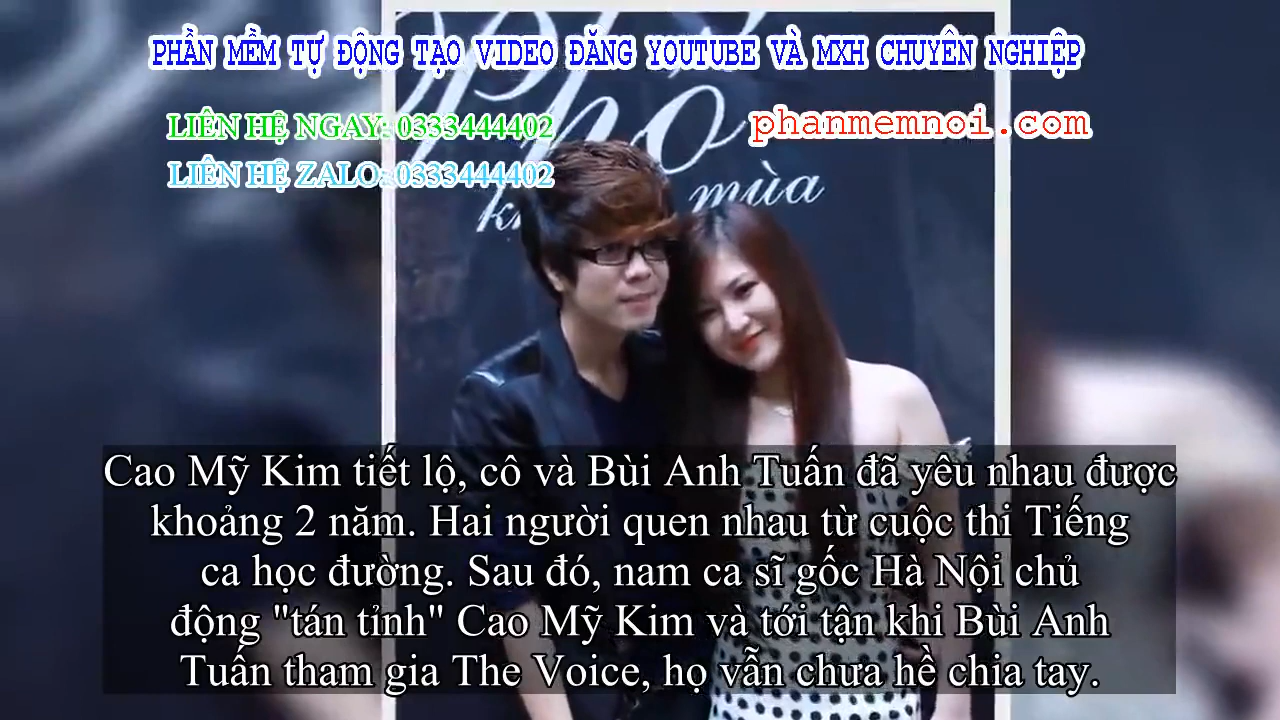 PHẦN MỀM TỰ ĐỘNG TẠO VIDEO ĐĂNG YOUTUBE VÀ MXH CHUYÊN NGHIỆP
LIÊN HỆ NGAY: 0333444402
phanmemnoi.com
LIÊN HỆ ZALO: 0333444402
mùa
Cao Mỹ Kim tiết lộ, cô và Bùi Anh Tuấn đã yêu nhau được
khoảng 2 năm. Hai người quen nhau từ cuộc thi Tiếng
ca học đường. Sau đó, nam ca sĩ gốc Hà Nội chủ
động "tán tỉnh" Cao Mỹ Kim và tới tận khi Bùi Anh
Tuấn tham gia The Voice, họ vẫn chưa hề chia tay.